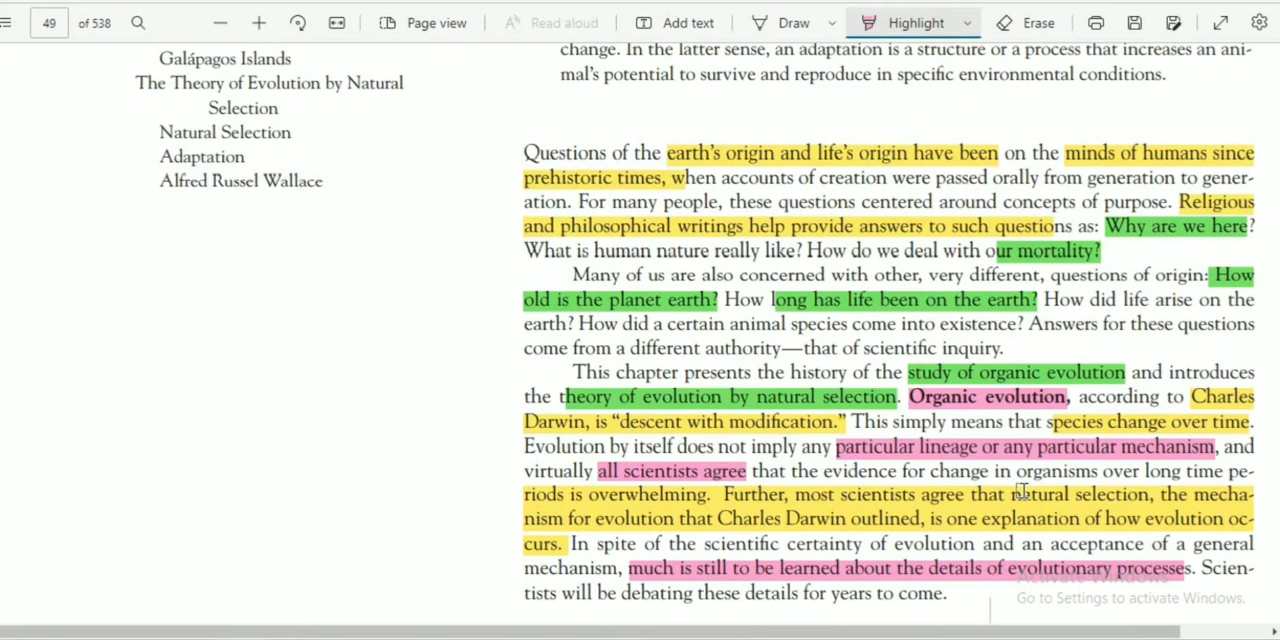 49 of 538 Page view Read aloud Add text Draw Highlight Erase
Galápagos Islands
The Theory of Evolution by Natural
Selection
Natural Selection
Adaptation
Alfred Russel Wallace
change. In the latter sense, an adaptation is a structure or a process that increases an ani-
mal's potential to survive and reproduce in specific environmental conditions.
Questions of the earth's origin and life's origin have been on the minds of humans since
prehistoric times, when accounts of creation were passed orally from generation to gener-
ation. For many people, these questions centered around concepts of purpose. Religious
and philosophical writings help provide answers to such questions as: Why are we here?
What is human nature really like? How do we deal with our mortality?
Many of us are also concerned with other, very different, questions of origin: How
old is the planet earth? How long has life been on the earth? How did life arise on the
earth? How did a certain animal species come into existence? Answers for these questions
come from a different authority—that of scientific inquiry.
This chapter presents the history of the study of organic evolution and introduces
the theory of evolution by natural selection. Organic evolution, according to Charles
Darwin, is "descent with modification." This simply means that species change over time.
Evolution by itself does not imply any particular lineage or any particular mechanism, and
virtually all scientists agree that the evidence for change in organisms over long time pe-
riods is overwhelming. Further, most scientists agree that natural selection, the mecha-
nism for evolution that Charles Darwin outlined, is one explanation of how evolution oc-
curs. In spite of the scientific certainty of evolution and an acceptance of a general
mechanism, much is still to be learned about the details of evolutionary processes. Scien-
tists will be debating these details for years to come.
Activate Windows
Go to Settings to activate Windows.